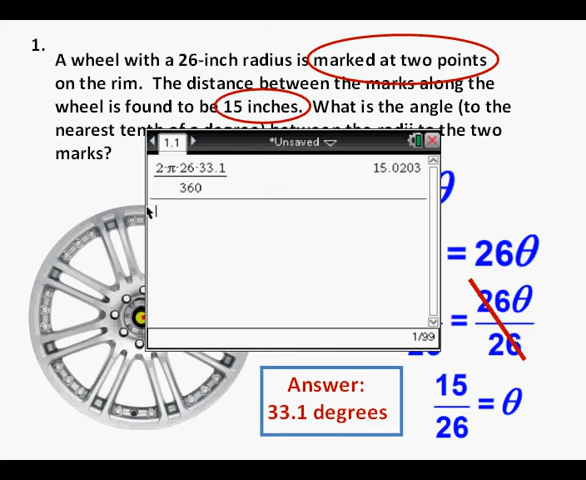 1.
A wheel with a 26-inch radius is marked at two points
on the rim. The distance between the marks along the
wheel is found to be 15 inches. What is the angle (to the
nearest tenth of a degree) between the radii to the two
marks?
1.1
*Unsaved
2·π·26·33.1
360
15.0203
1/99
θ
= 26θ
= 26θ
26
15
26 = θ
Answer:
33.1 degrees